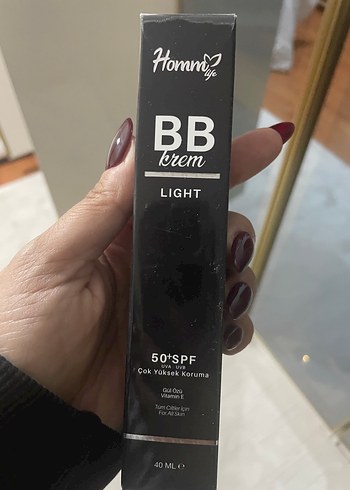 Homm
life
BB
krem
LIGHT
50+SPF
UVA UVB
Çok Yüksek Koruma
Gül Özü
Vitamin E
Tüm Ciltler İçin
For All Skin
40 ML ℮